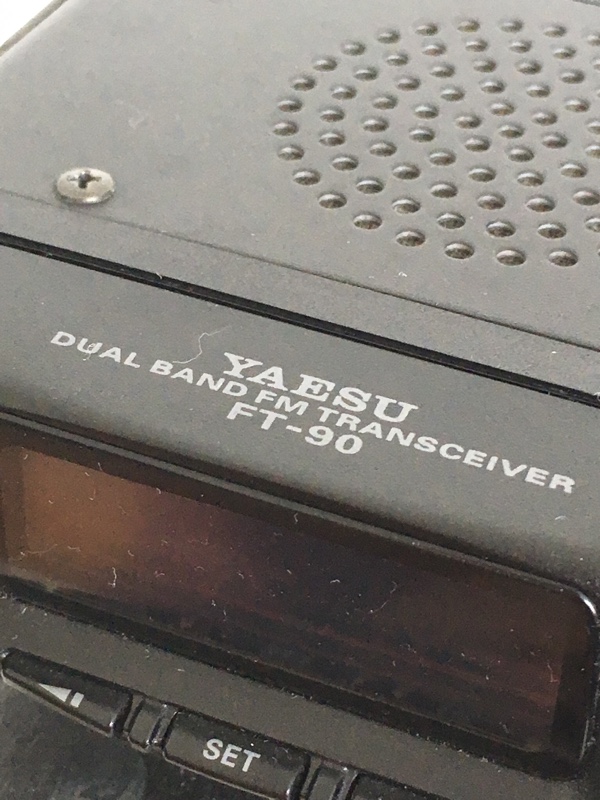 YAESU
DUAL BAND FM TRANSCEIVER
FT-90
SET